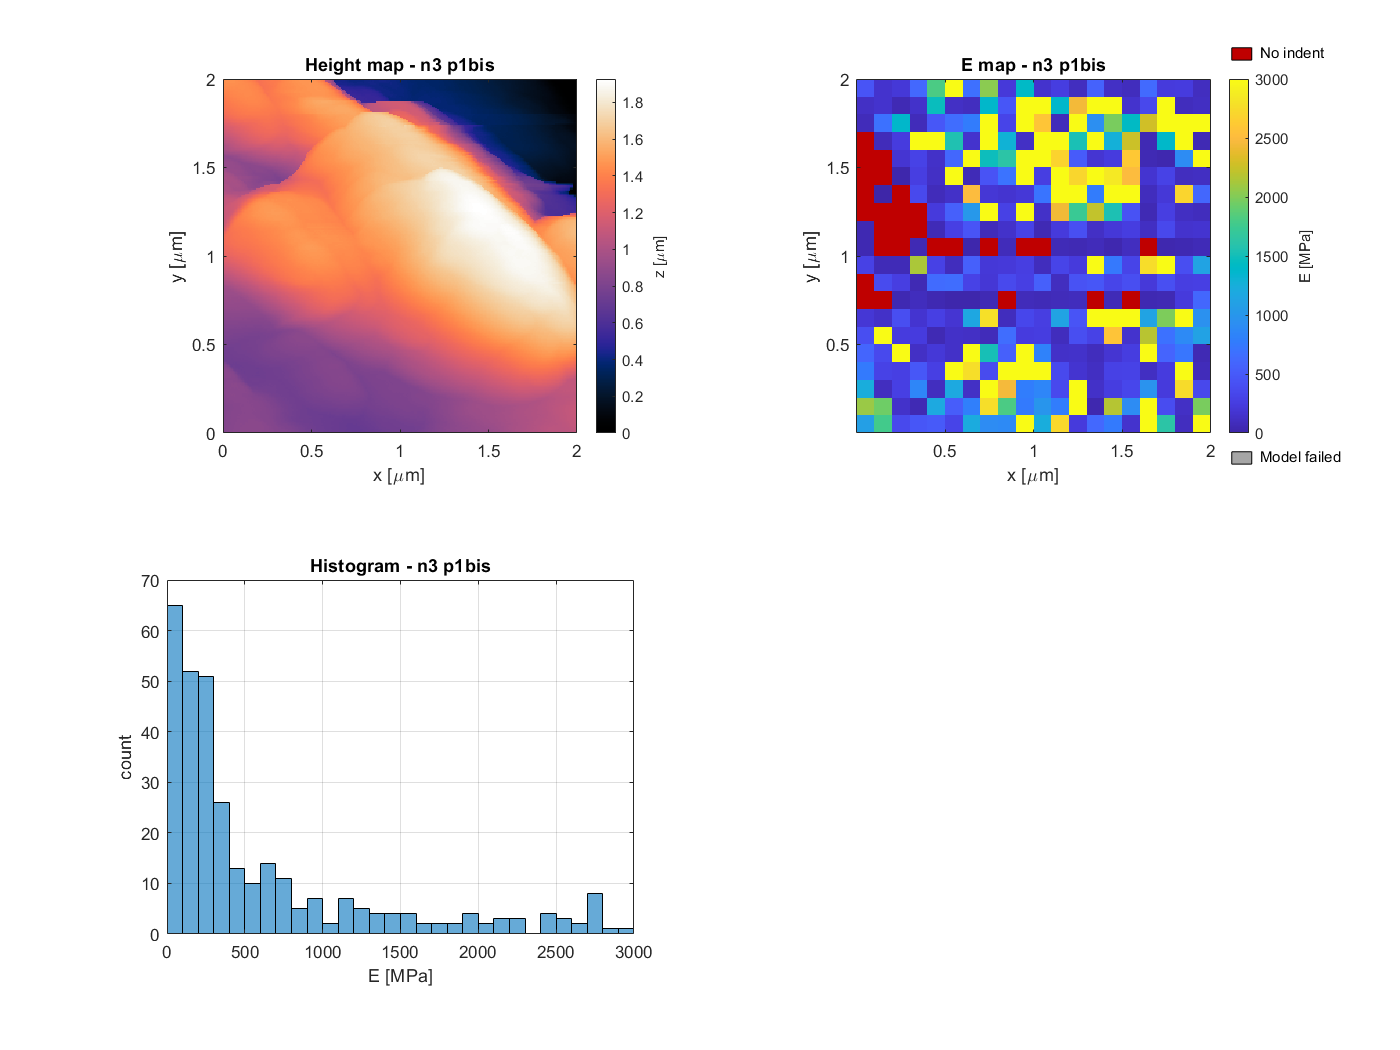 Height map - n3 p1bis
y [μm]
2
1.5
1
0.5
0
0 0.5 1 1.5 2
x [μm]
1.8
1.6
1.4
1.2
1
0.8
0.6
0.4
0.2
0
z [μm]
No indent
E map - n3 p1bis
y [μm]
2
1.5
1
0.5
0.5 1 1.5 2
x [μm]
3000
2500
2000
1500
1000
500
0
E [MPa]
Model failed
Histogram - n3 p1bis
count
70
60
50
40
30
20
10
0
0 500 1000 1500 2000 2500 3000
E [MPa]